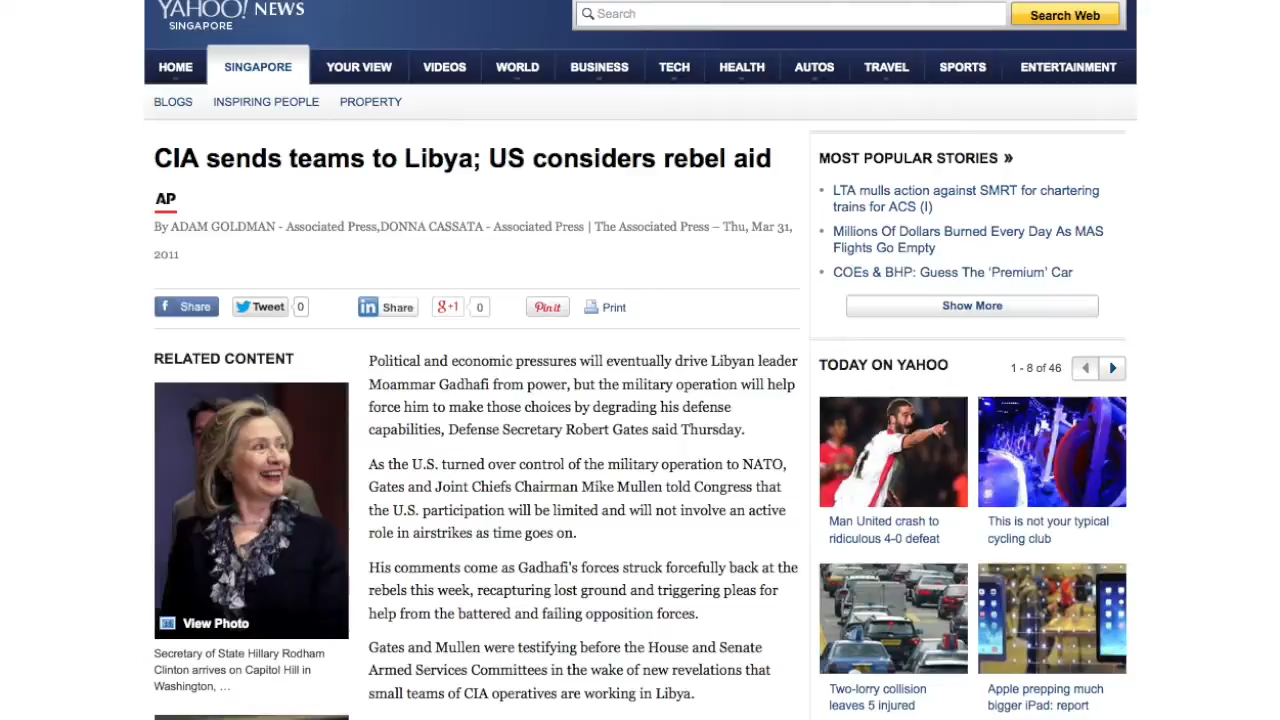 YAHOO! NEWS
SINGAPORE
Search
Search Web
HOME
SINGAPORE
YOUR VIEW
VIDEOS
WORLD
BUSINESS
TECH
HEALTH
AUTOS
TRAVEL
SPORTS
ENTERTAINMENT
BLOGS
INSPIRING PEOPLE
PROPERTY
CIA sends teams to Libya; US considers rebel aid
AP
By ADAM GOLDMAN - Associated Press,DONNA CASSATA - Associated Press | The Associated Press – Thu, Mar 31,
2011
f Share
Tweet
0
in Share
g+1
0
Pinit
Print
RELATED CONTENT
View Photo
Secretary of State Hillary Rodham
Clinton arrives on Capitol Hill in
Washington, ...
Political and economic pressures will eventually drive Libyan leader
Moammar Gadhafi from power, but the military operation will help
force him to make those choices by degrading his defense
capabilities, Defense Secretary Robert Gates said Thursday.
As the U.S. turned over control of the military operation to NATO,
Gates and Joint Chiefs Chairman Mike Mullen told Congress that
the U.S. participation will be limited and will not involve an active
role in airstrikes as time goes on.
His comments come as Gadhafi's forces struck forcefully back at the
rebels this week, recapturing lost ground and triggering pleas for
help from the battered and failing opposition forces.
Gates and Mullen were testifying before the House and Senate
Armed Services Committees in the wake of new revelations that
small teams of CIA operatives are working in Libya.
MOST POPULAR STORIES »
• LTA mulls action against SMRT for chartering
trains for ACS (I)
• Millions Of Dollars Burned Every Day As MAS
Flights Go Empty
• COEs & BHP: Guess The ‘Premium’ Car
Show More
TODAY ON YAHOO
1 - 8 of 46
Man United crash to
ridiculous 4-0 defeat
This is not your typical
cycling club
Two-lorry collision
leaves 5 injured
Apple prepping much
bigger iPad: report